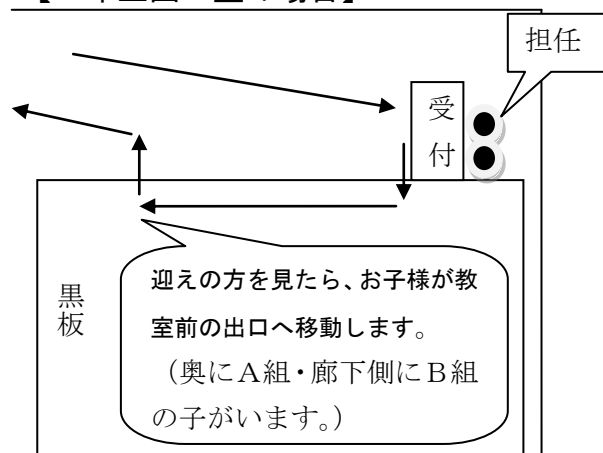 担任
受付
迎えの方を見たら、お子様が教
室前の出口へ移動します。
（奥にA組・廊下側にB組
の子がいます。）
黒板